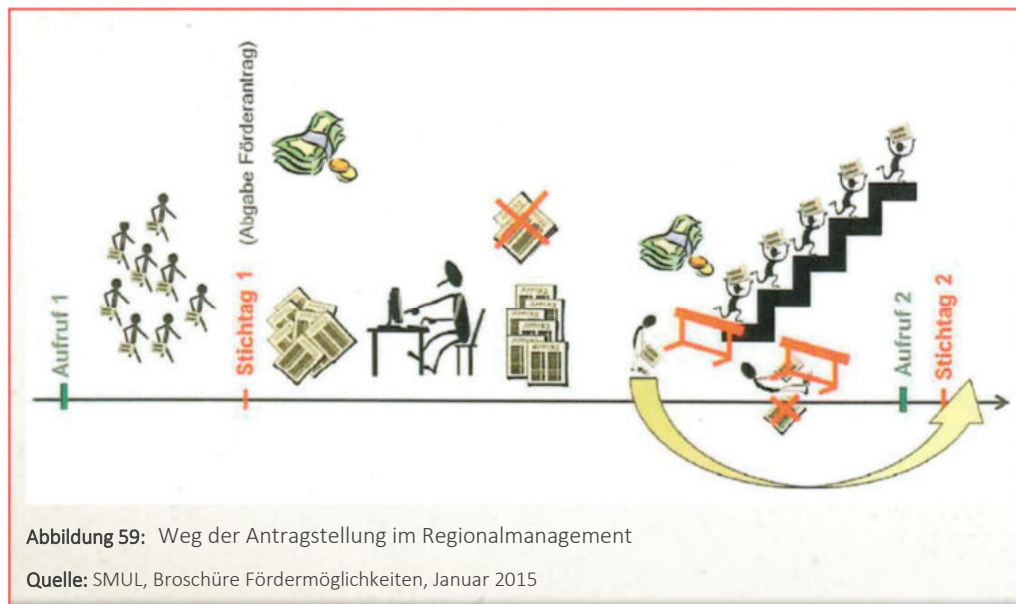 Aufruf 1
Stichtag 1 (Abgabe Förderantrag)
Aufruf 2
Stichtag 2
Abbildung 59: Weg der Antragstellung im Regionalmanagement
Quelle: SMUL, Broschüre Fördermöglichkeiten, Januar 2015